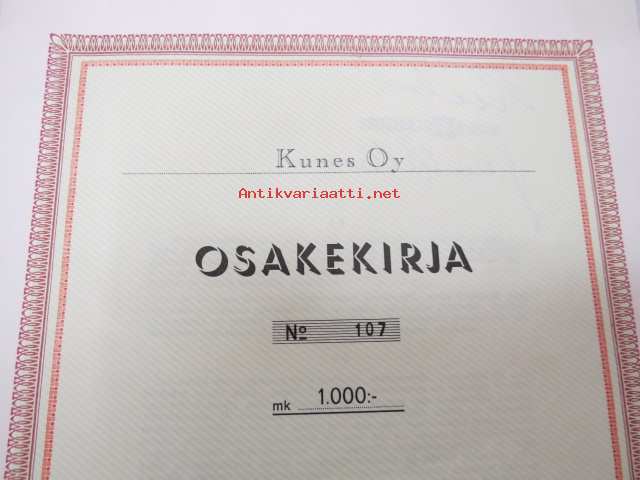 Kunes Oy
Antikvariaatti.net
OSAKEKIRJA
No 107
mk 1.000:-